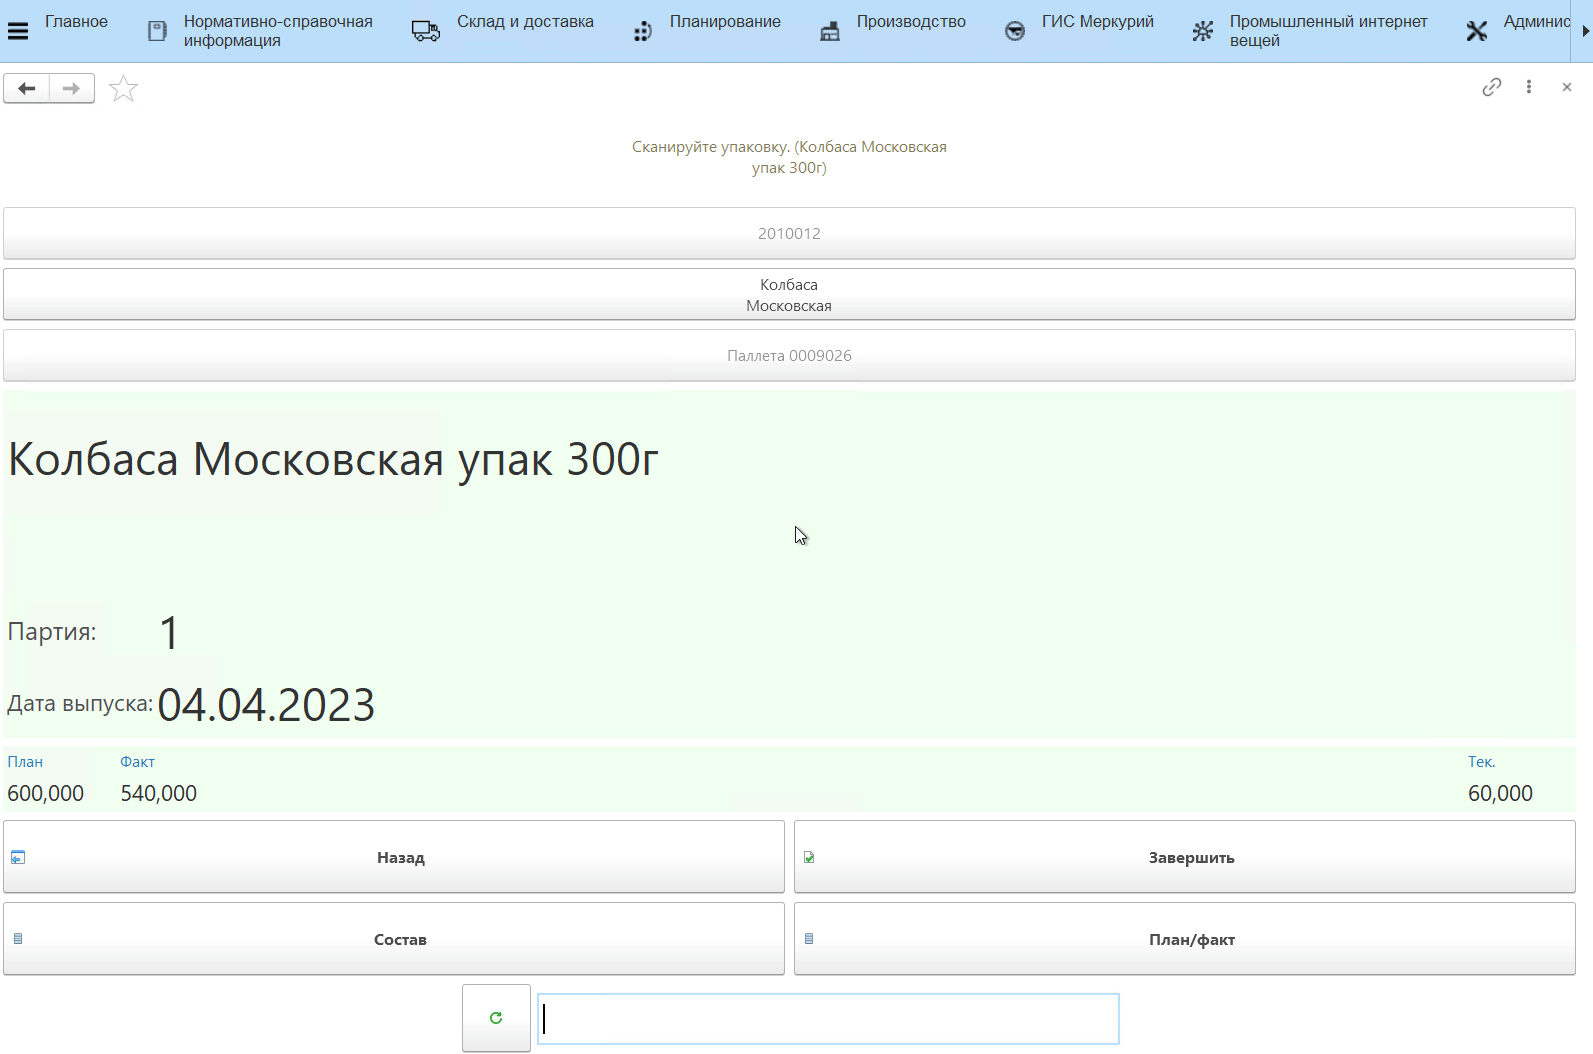 Главное
Нормативно-справочная
информация
Склад и доставка
Планирование
Производство
ГИС Меркурий
Промышленный интернет
вещей
Админис
Сканируйте упаковку. (Колбаса Московская
упак 300г)
2010012
Колбаса
Московская
Паллета 0009026
Колбаса Московская упак 300г
Партия: 1
Дата выпуска: 04.04.2023
План Факт Тек.
600,000 540,000 60,000
Назад Завершить
Состав План/факт